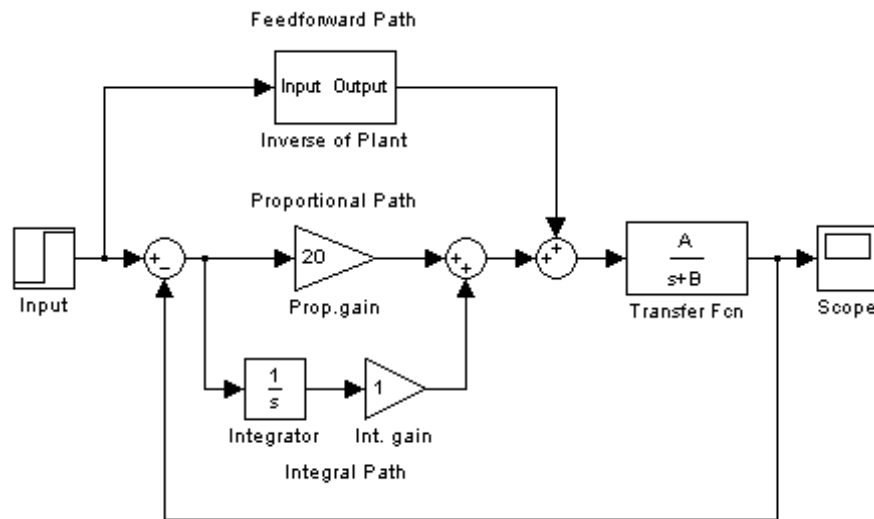 Feedforward Path
Input Output
Inverse of Plant
Proportional Path
+
+
+
−
20
+
+
A
s+B
Input
Prop.gain
Transfer Fcn
Scope
1
s
1
Integrator
Int. gain
Integral Path